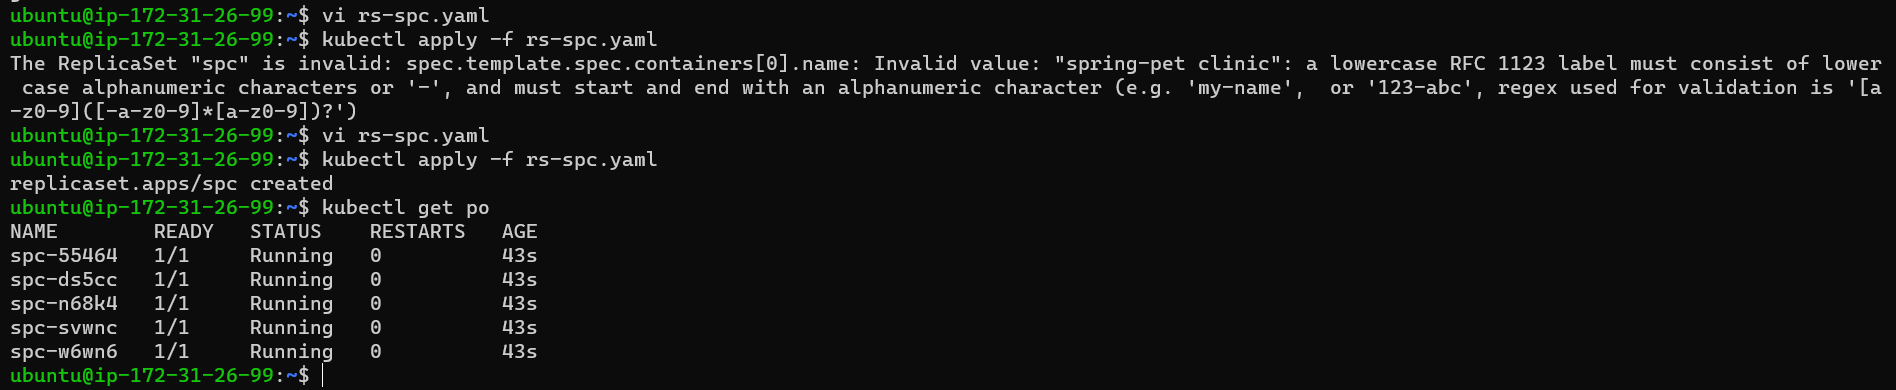 ubuntu@ip-172-31-26-99:~$ vi rs-spc.yaml
ubuntu@ip-172-31-26-99:~$ kubectl apply -f rs-spc.yaml
The ReplicaSet "spc" is invalid: spec.template.spec.containers[0].name: Invalid value: "spring-pet clinic": a lowercase RFC 1123 label must consist of lower
 case alphanumeric characters or '-', and must start and end with an alphanumeric character (e.g. 'my-name',  or '123-abc', regex used for validation is '[a
-z0-9]([-a-z0-9]*[a-z0-9])?')
ubuntu@ip-172-31-26-99:~$ vi rs-spc.yaml
ubuntu@ip-172-31-26-99:~$ kubectl apply -f rs-spc.yaml
replicaset.apps/spc created
ubuntu@ip-172-31-26-99:~$ kubectl get po
NAME        READY   STATUS    RESTARTS   AGE
spc-55464   1/1     Running   0          43s
spc-ds5cc   1/1     Running   0          43s
spc-n68k4   1/1     Running   0          43s
spc-svwnc   1/1     Running   0          43s
spc-w6wn6   1/1     Running   0          43s
ubuntu@ip-172-31-26-99:~$